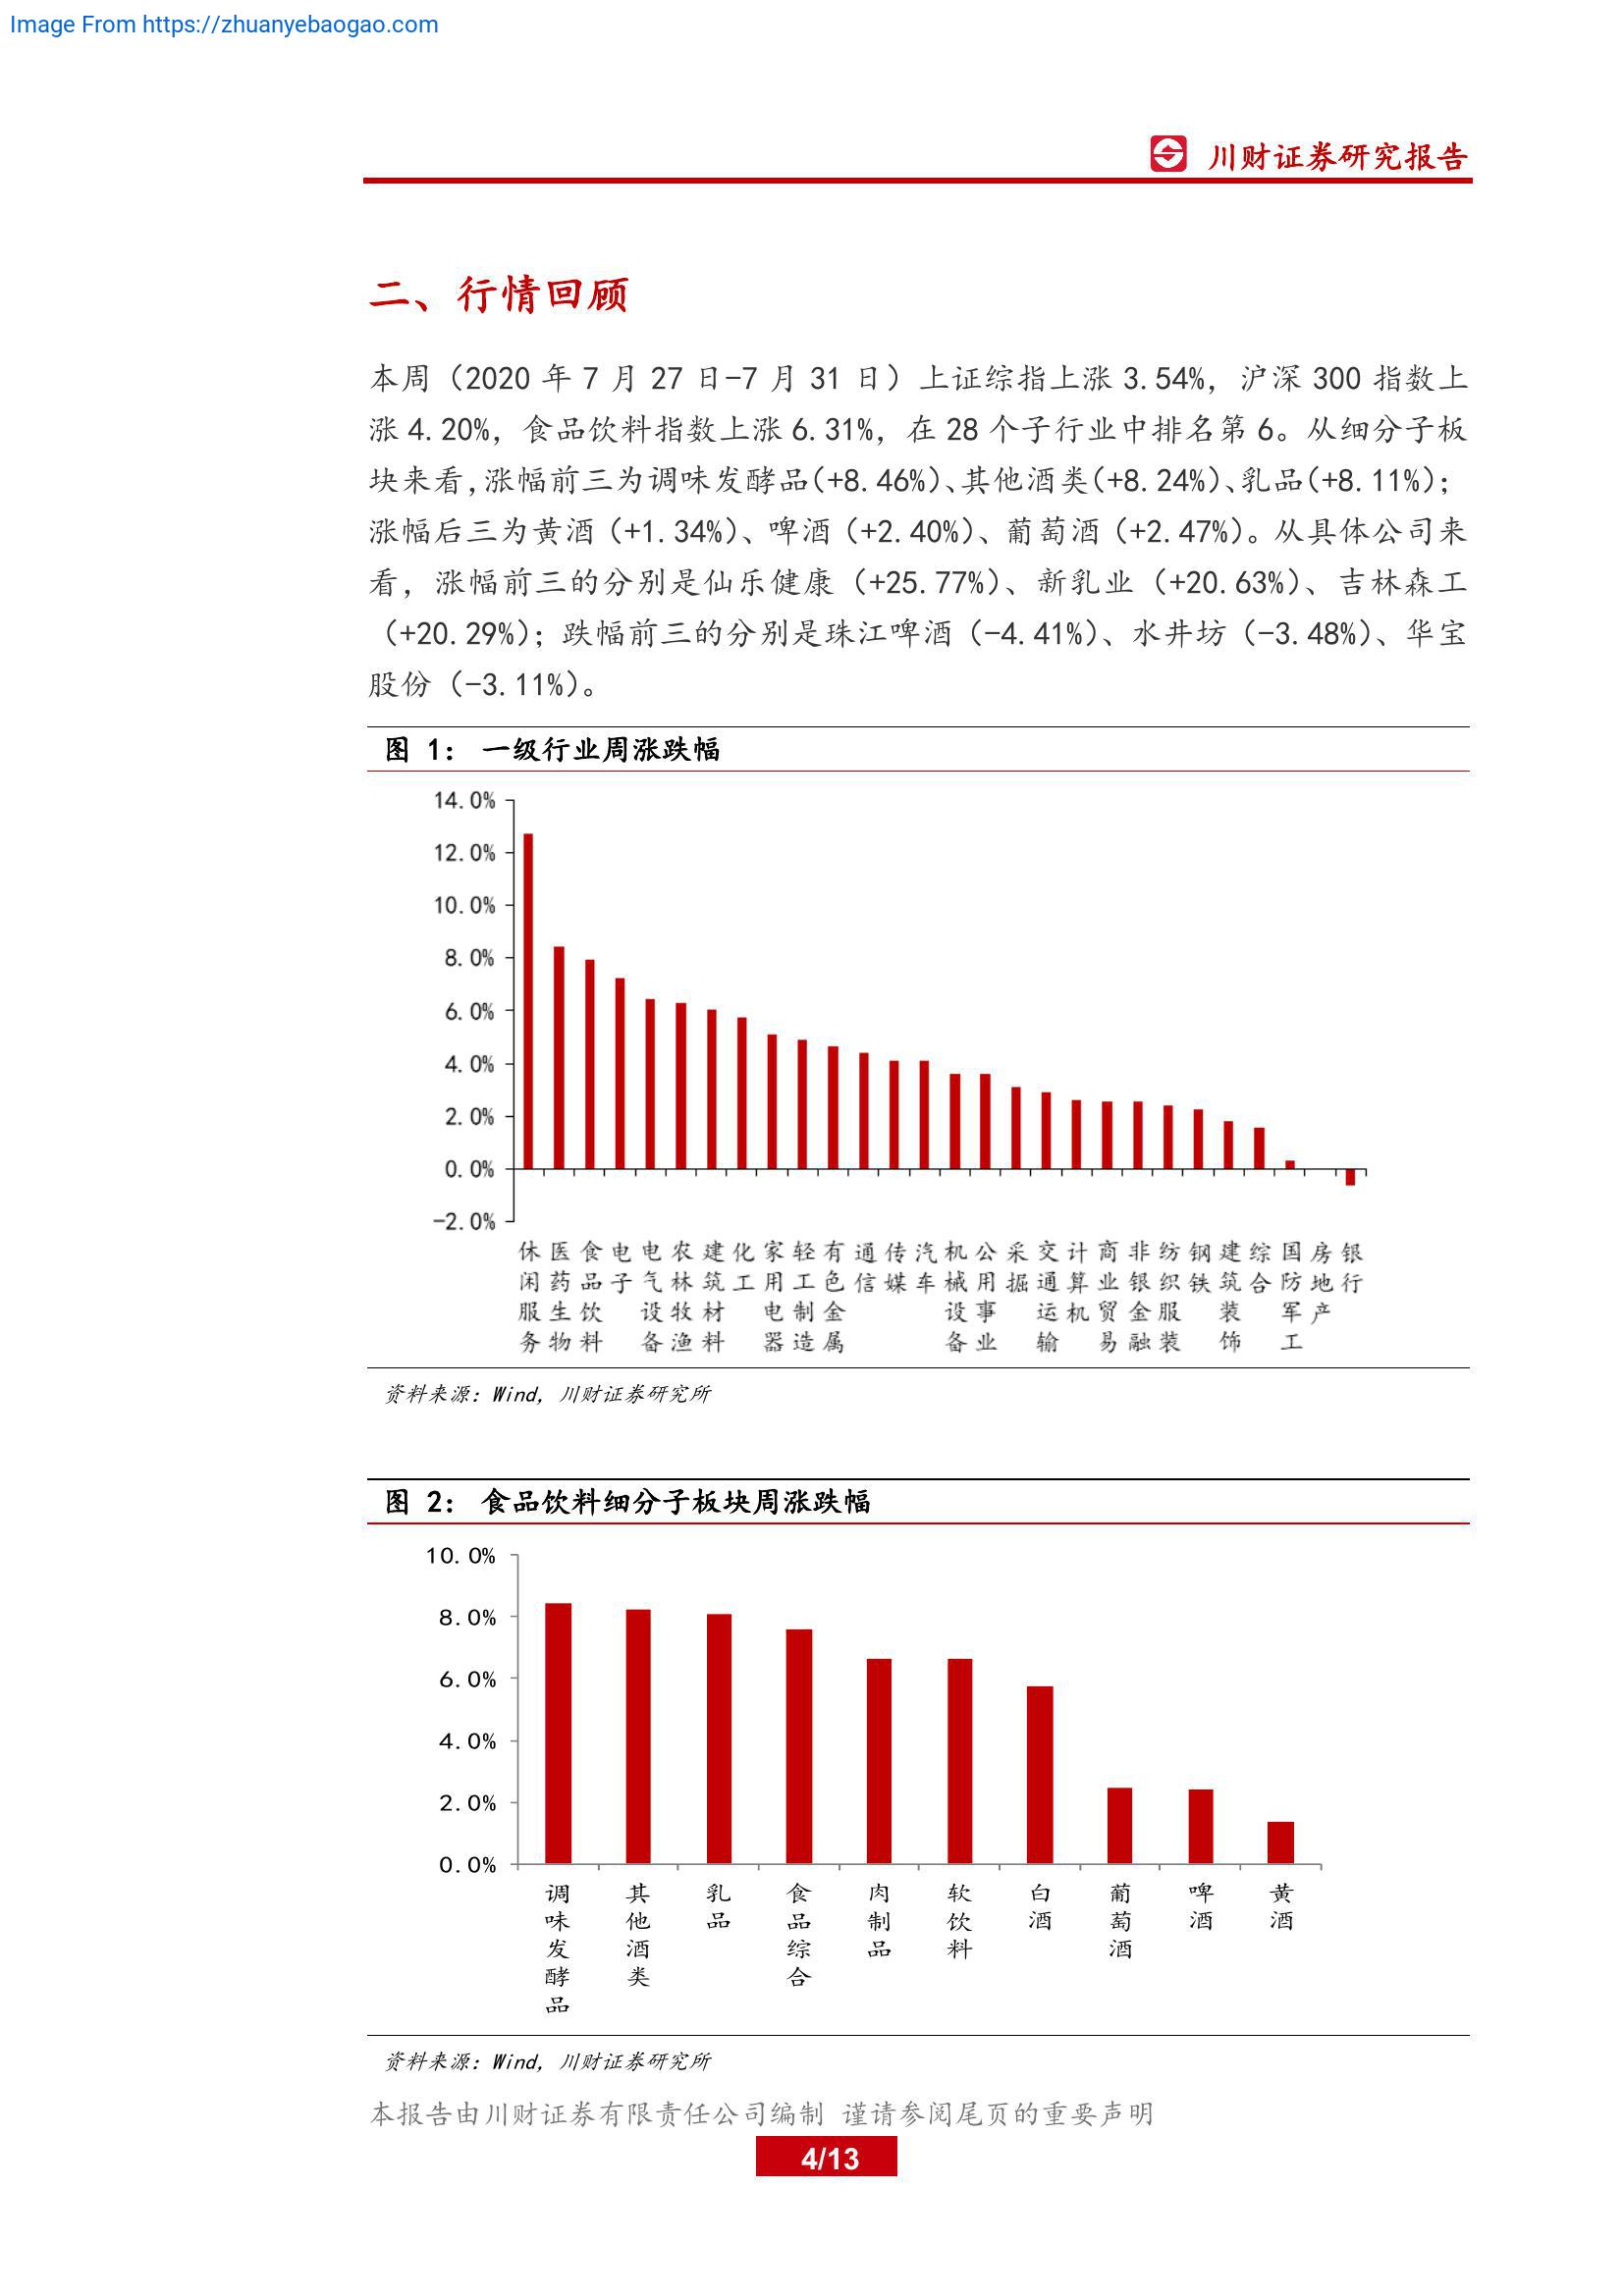 Image From https://zhuanyebaogao.com
川财证券研究报告
二、行情回顾
本周（2020 年 7 月 27 日-7 月 31 日）上证综指上涨 3.54%，沪深 300 指数上
涨 4.20%，食品饮料指数上涨 6.31%，在 28 个子行业中排名第 6。从细分子板
块来看，涨幅前三为调味发酵品(+8.46%)、其他酒类(+8.24%)、乳品(+8.11%)；
涨幅后三为黄酒（+1.34%）、啤酒（+2.40%）、葡萄酒（+2.47%）。从具体公司来
看，涨幅前三的分别是仙乐健康（+25.77%）、新乳业（+20.63%）、吉林森工
（+20.29%）；跌幅前三的分别是珠江啤酒（-4.41%）、水井坊（-3.48%）、华宝
股份（-3.11%）。
图 1： 一级行业周涨跌幅
14.0%
12.0%
10.0%
8.0%
6.0%
4.0%
2.0%
0.0%
-2.0%
休闲服务
医药生物
食品饮料
电子
电气设备
农林牧渔
建筑材料
化工
家用电器
轻工制造
有色金属
通信
传媒
汽车
机械设备
公用事业
采掘
交通运输
计算机
商业贸易
非银金融
纺织服装
钢铁
建筑装饰
综合
国防军工
房地产
银行
资料来源：Wind，川财证券研究所
图 2： 食品饮料细分子板块周涨跌幅
10.0%
8.0%
6.0%
4.0%
2.0%
0.0%
调味发酵品
其他酒类
乳品
食品综合
肉制品
软饮料
白酒
葡萄酒
啤酒
黄酒
资料来源：Wind，川财证券研究所
本报告由川财证券有限责任公司编制 谨请参阅尾页的重要声明
4/13